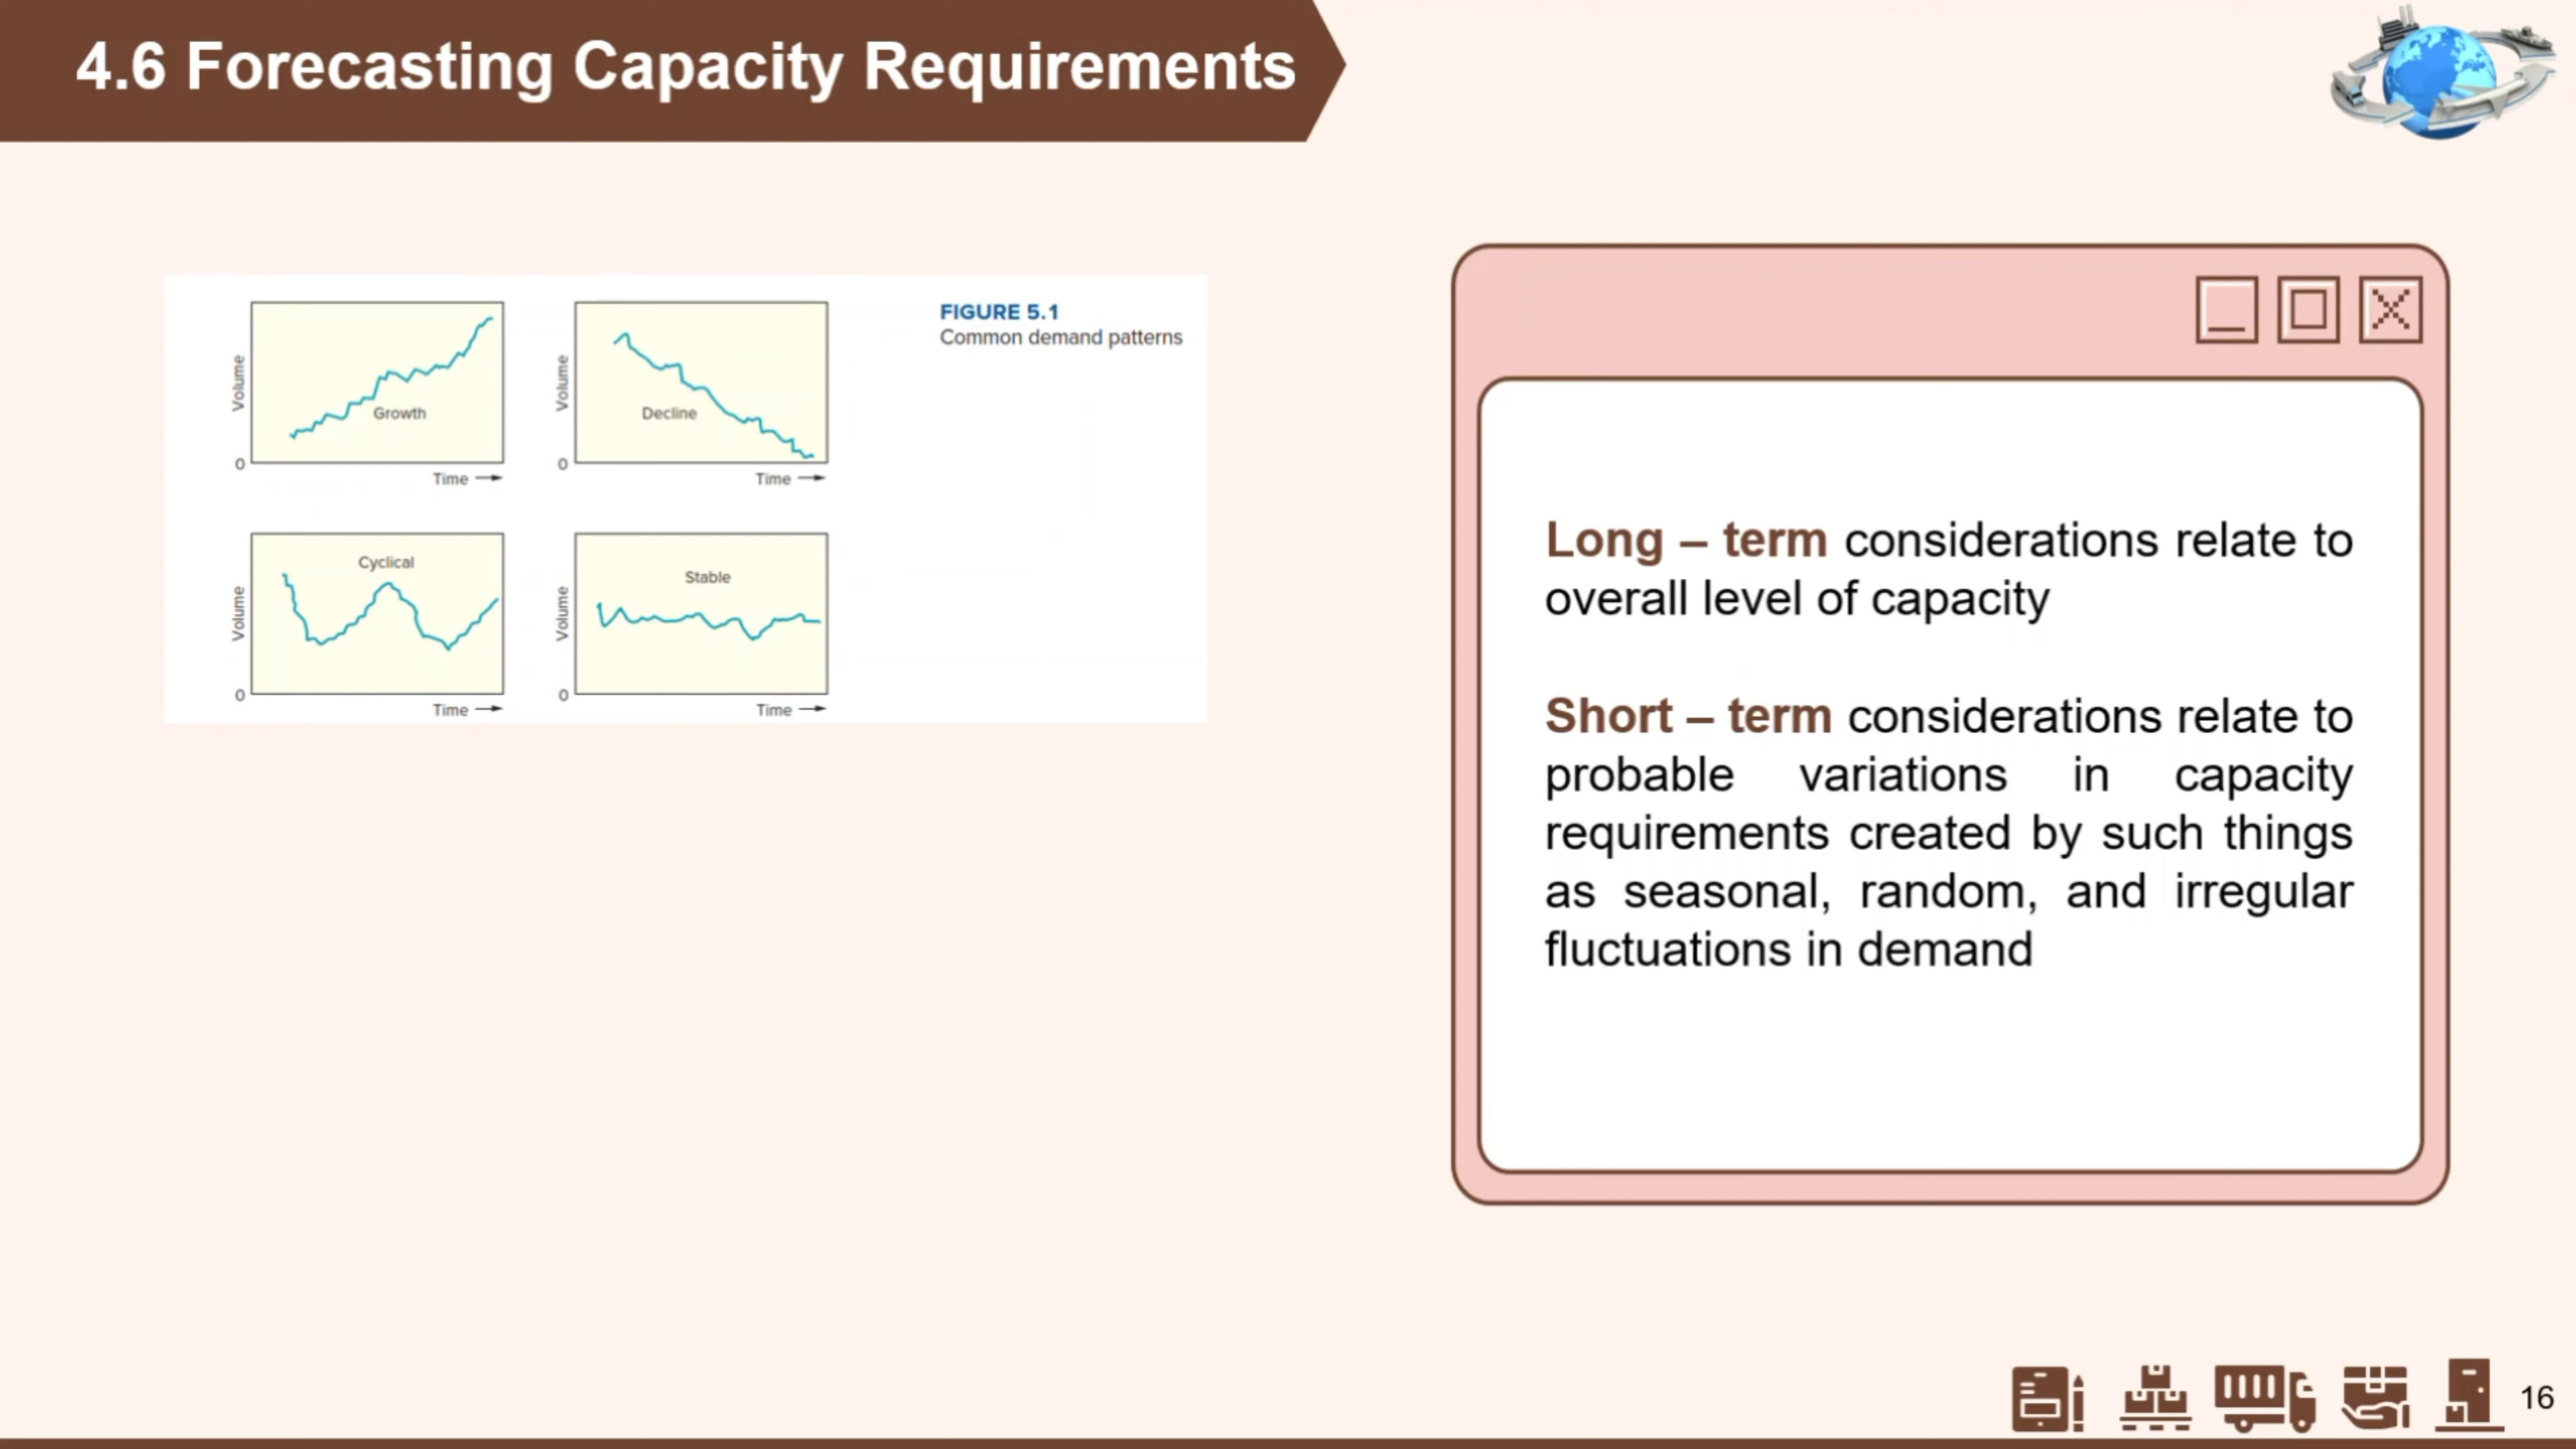 4.6 Forecasting Capacity Requirements
FIGURE 5.1
Common demand patterns
Volume
Growth
0
Time
Volume
Decline
0
Time
Volume
Cyclical
0
Time
Volume
Stable
0
Time
Long – term considerations relate to
overall level of capacity
Short – term considerations relate to
probable variations in capacity
requirements created by such things
as seasonal, random, and irregular
fluctuations in demand
16